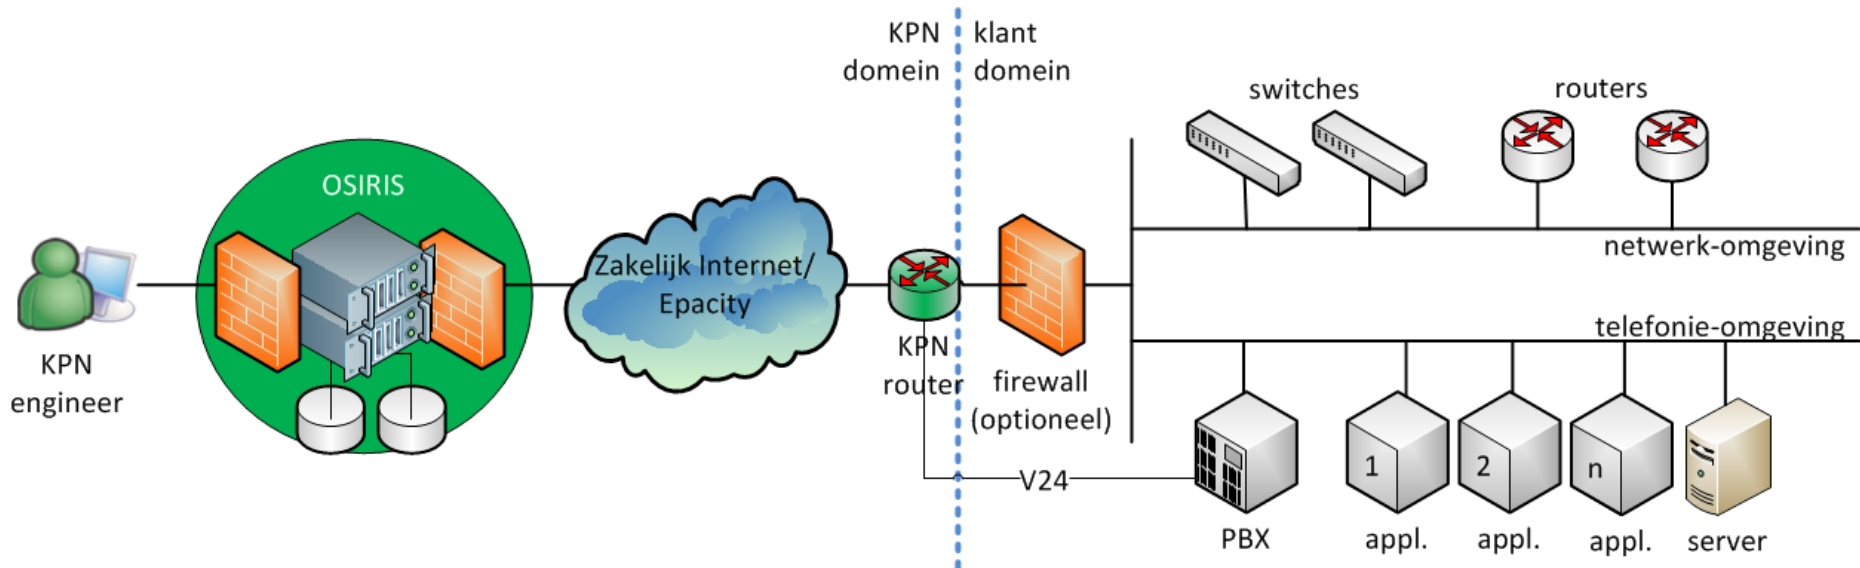 KPN
domein
klant
domein
switches
routers
OSIRIS
netwerk-omgeving
Zakelijk Internet/
Epacity
telefonie-omgeving
KPN
engineer
KPN
router
firewall
(optioneel)
1
2
n
V24
PBX
appl.
appl.
appl.
server